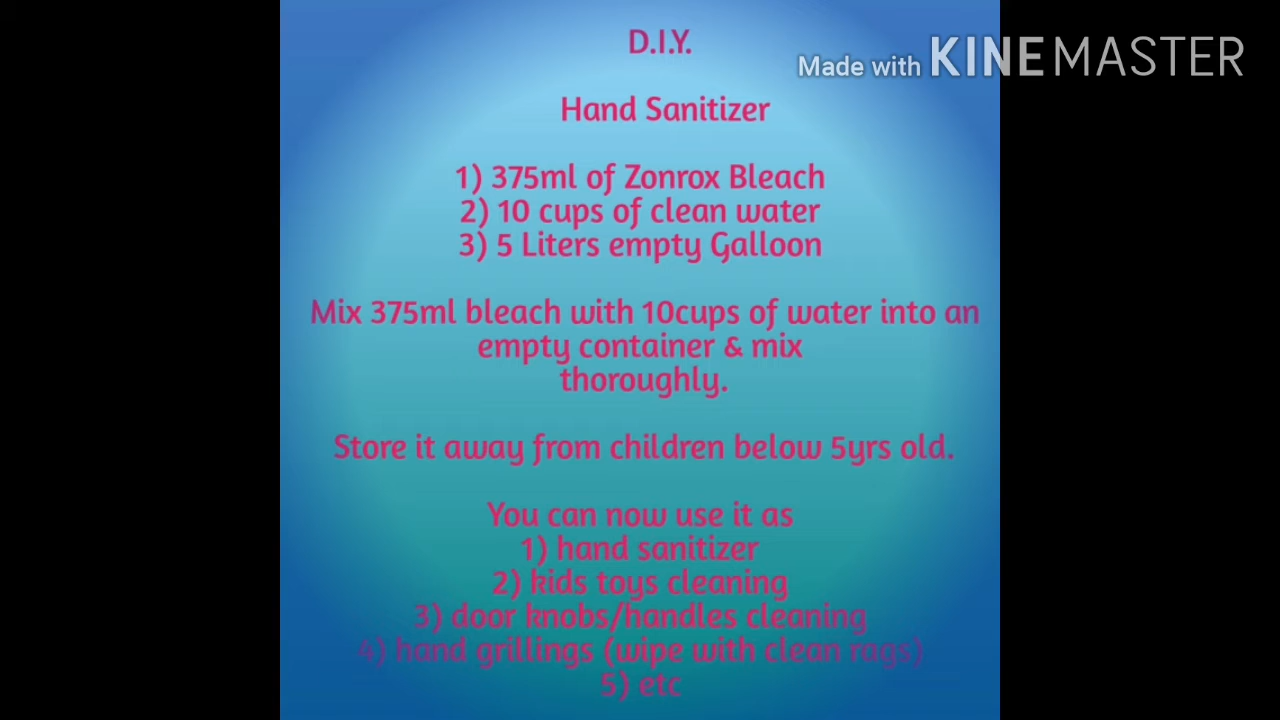 D.I.Y.
Made with KINEMASTER
Hand Sanitizer
1) 375ml of Zonrox Bleach
2) 10 cups of clean water
3) 5 Liters empty Galloon
Mix 375ml bleach with 10cups of water into an
empty container & mix
thoroughly.
Store it away from children below 5yrs old.
You can now use it as
1) hand sanitizer
2) kids toys cleaning
3) door knobs/handles cleaning
4) hand grillings (wipe with clean rags)
5) etc